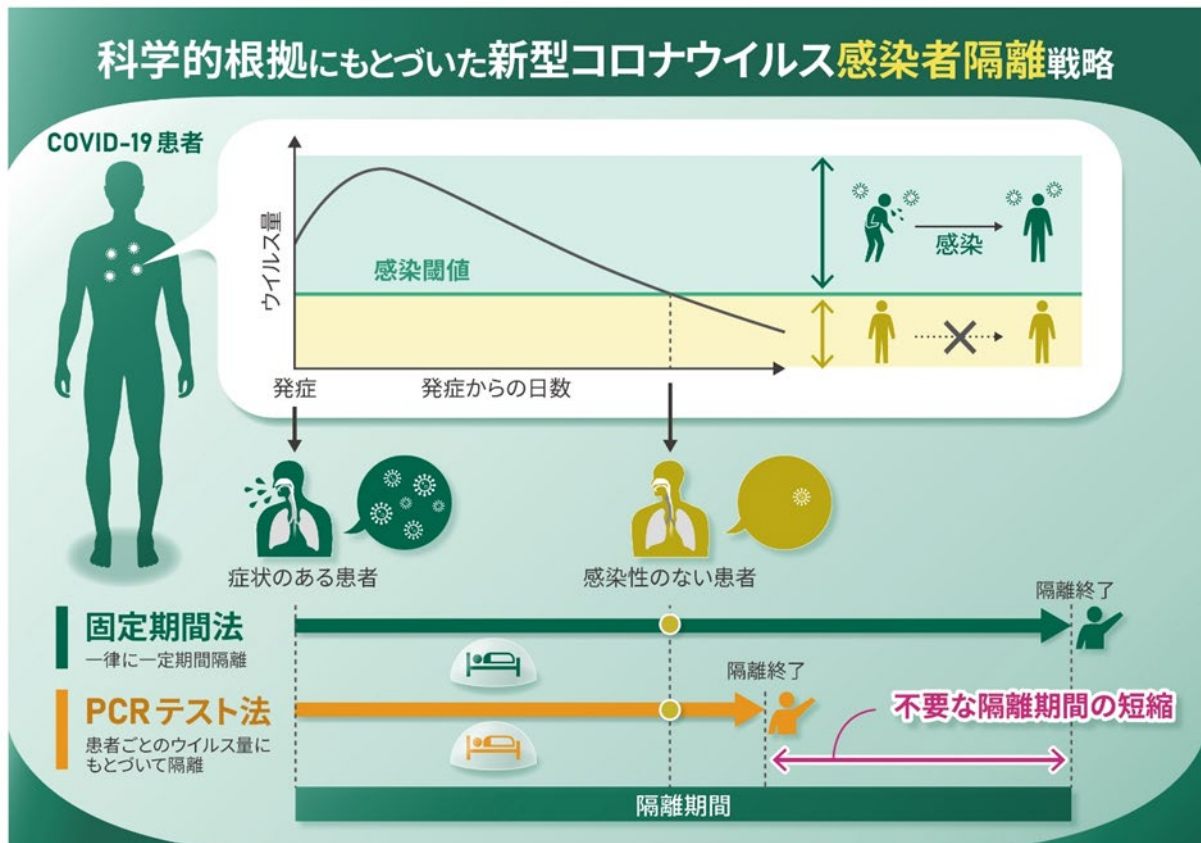 科学的根拠にもとづいた新型コロナウイルス感染者隔離戦略
COVID-19 患者
ウイルス量
感染閾値
感染
発症
発症からの日数
症状のある患者
感染性のない患者
固定期間法
一律に一定期間隔離
隔離終了
PCR テスト法
患者ごとのウイルス量に
もとづいて隔離
隔離終了
不要な隔離期間の短縮
隔離期間